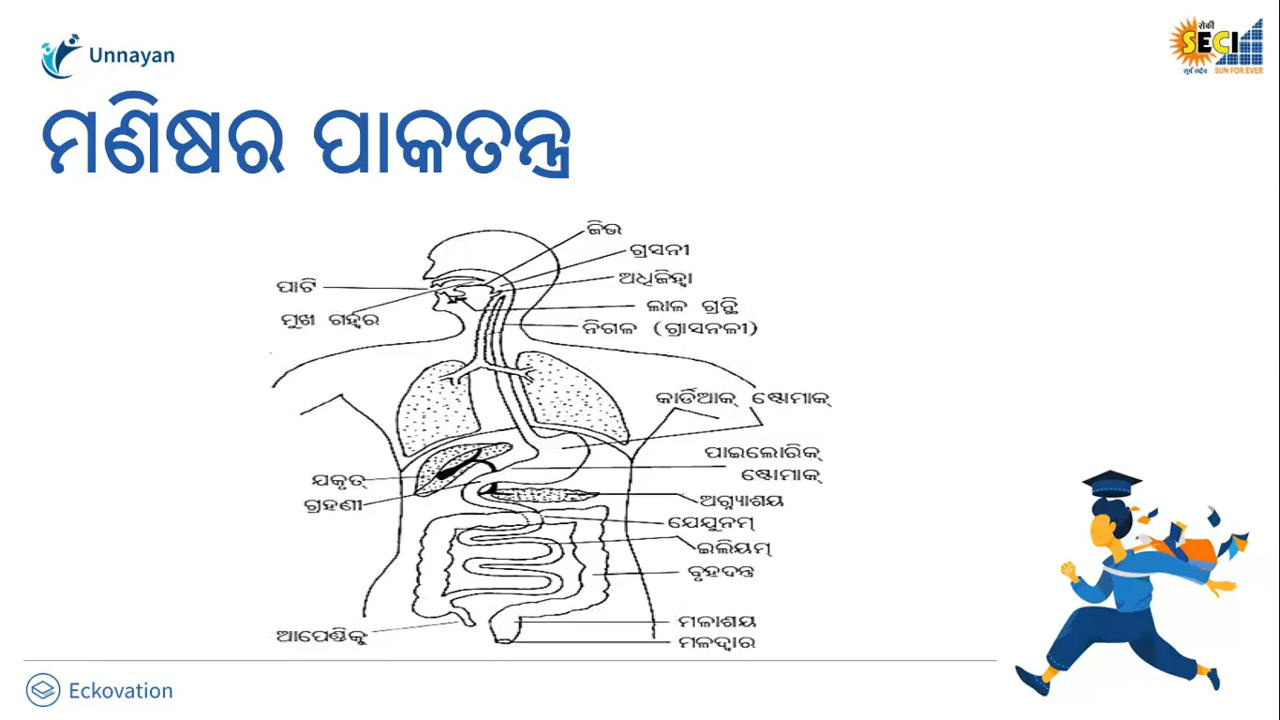 Unnayan
सेकी
SECI
सूर्य सदैव
SUN FOR EVER
ମଣିଷର ପାକତନ୍ତ୍ର
ଜିଭ
ଗ୍ରସନୀ
ଅଧିଜିହ୍ୱା
ପାଟି
ଲାଳ ଗ୍ରନ୍ଥି
ମୁଖ ଗହ୍ୱର
ନିଗଳ (ଗ୍ରାସନଳୀ)
କାର୍ଡିଆକ୍ ଷ୍ଟୋମାକ୍
ପାଇଲୋରିକ୍
ଷ୍ଟୋମାକ୍
ଯକୃତ୍
ଗ୍ରହଣୀ
ଅଗ୍ନ୍ୟାଶୟ
ଯେଯୁନମ୍
ଇଲିୟମ୍
ବୃହଦନ୍ତ୍ର
ମଳାଶୟ
ଆପେଣ୍ଡିକ୍ସ
ମଳଦ୍ୱାର
Eckovation